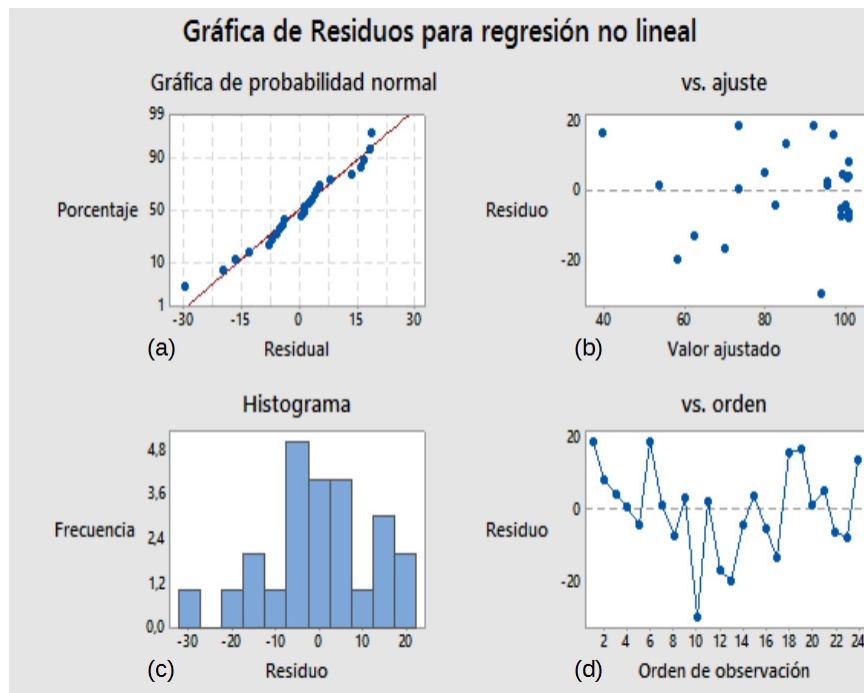 Gráfica de Residuos para regresión no lineal
Gráfica de probabilidad normal
99
90
Porcentaje
50
10
1
-30 -15 0 15 30
(a)
Residual
vs. ajuste
20
Residuo
0
-20
40 60 80 100
(b)
Valor ajustado
Histograma
4,8
3,6
Frecuencia
2,4
1,2
0,0
-30 -20 -10 0 10 20
(c)
Residuo
vs. orden
20
0
Residuo
-20
2 4 6 8 10 12 14 16 18 20 22 24
(d)
Orden de observación